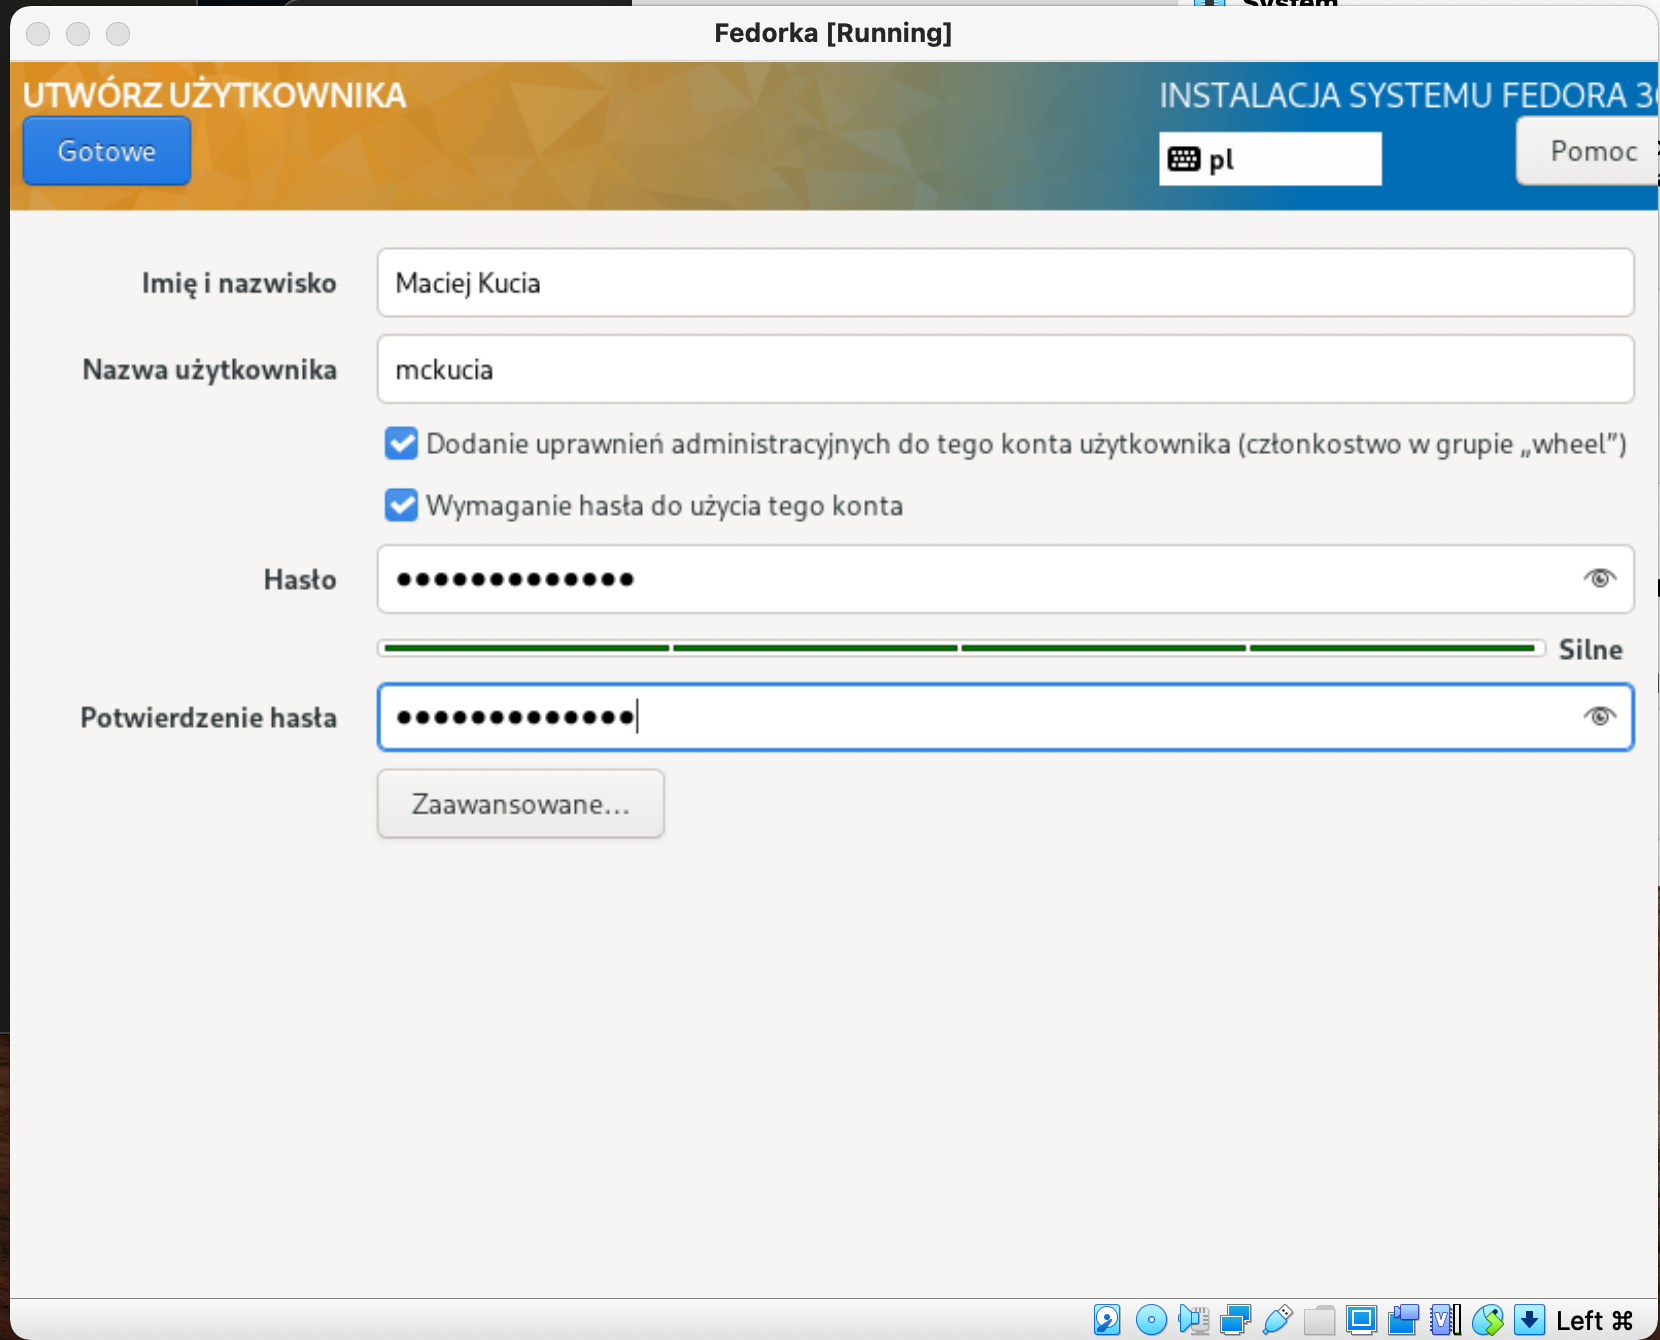 System
Fedorka [Running]
UTWÓRZ UŻYTKOWNIKA
INSTALACJA SYSTEMU FEDORA 3
Gotowe
pl
Pomoc
Imię i nazwisko
Maciej Kucia
Nazwa użytkownika
mckucia
Dodanie uprawnień administracyjnych do tego konta użytkownika (członkostwo w grupie „wheel”)
Wymaganie hasła do użycia tego konta
Hasło
●●●●●●●●●●●●●
Silne
Potwierdzenie hasła
●●●●●●●●●●●●●
Zaawansowane...
Left ⌘